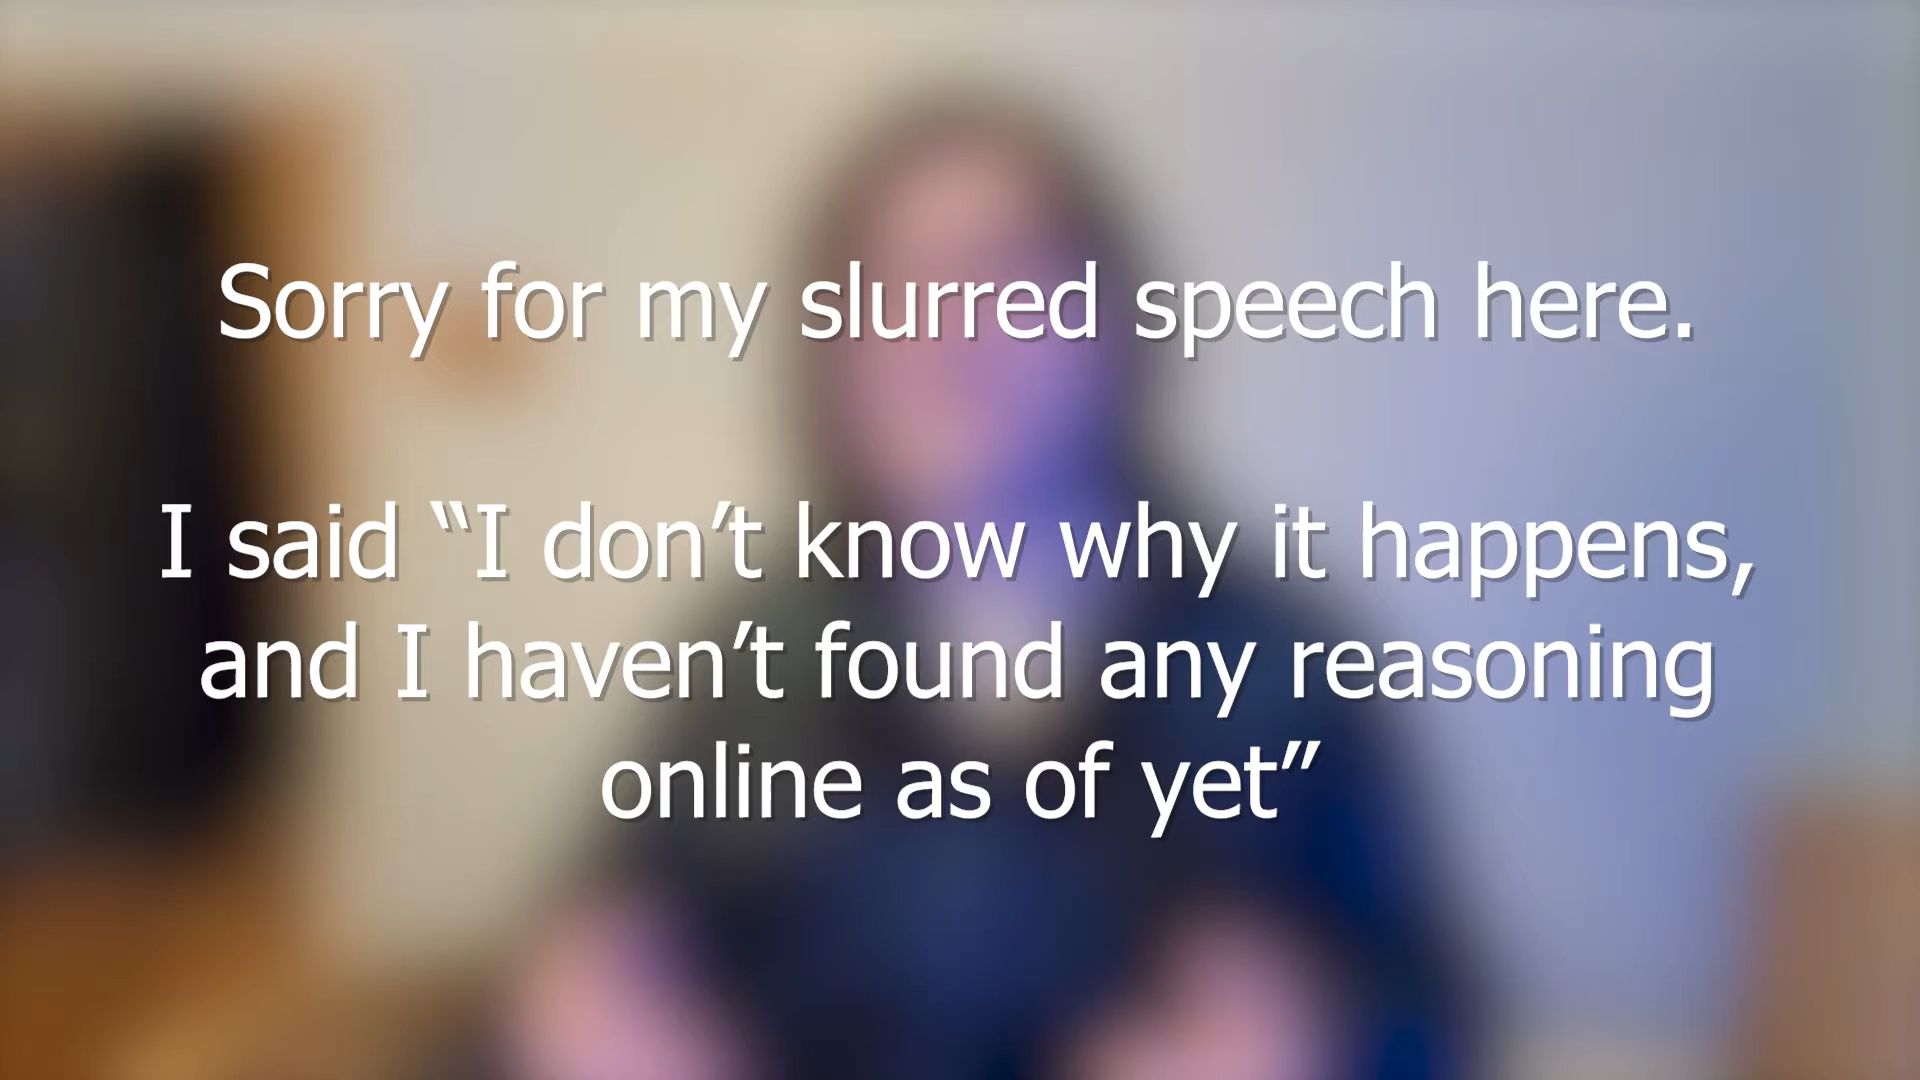 Sorry for my slurred speech here.
I said “I don’t know why it happens,
and I haven’t found any reasoning
online as of yet”